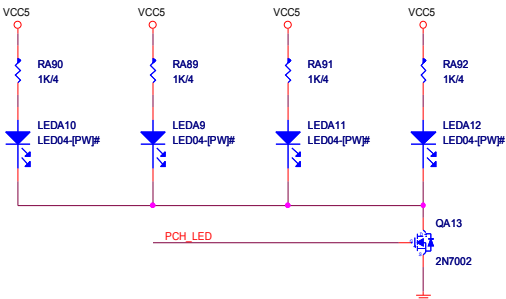 VCC5 VCC5 VCC5 VCC5
RA90 RA89 RA91 RA92
1K/4 1K/4 1K/4 1K/4
LEDA10 LEDA9 LEDA11 LEDA12
LED04-[PW]# LED04-[PW]# LED04-[PW]# LED04-[PW]#
QA13
PCH_LED
2N7002